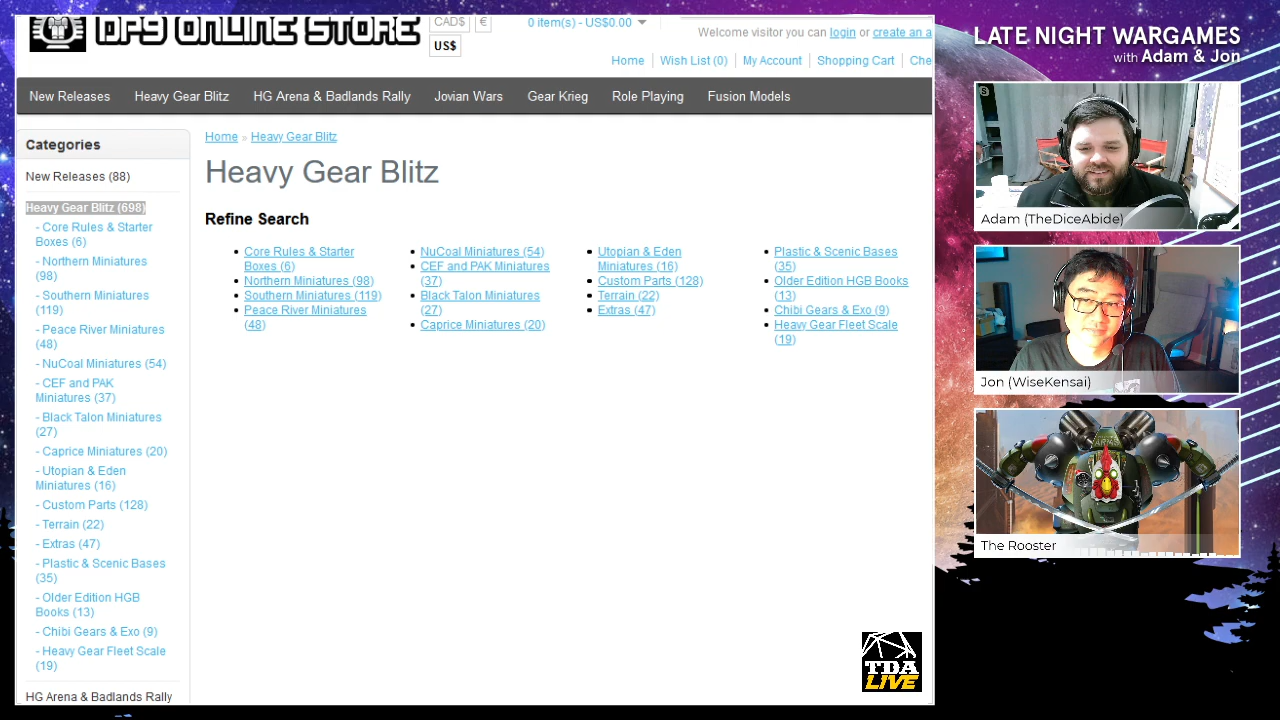 DP9 ONLINE STORE
CAD$ €
US$
0 item(s) - US$0.00
Welcome visitor you can login or create an a
Home Wish List (0) My Account Shopping Cart Che
New Releases Heavy Gear Blitz HG Arena & Badlands Rally Jovian Wars Gear Krieg Role Playing Fusion Models
Categories
New Releases (88)
Heavy Gear Blitz (698)
- Core Rules & Starter
Boxes (6)
- Northern Miniatures
(98)
- Southern Miniatures
(119)
- Peace River Miniatures
(48)
- NuCoal Miniatures (54)
- CEF and PAK
Miniatures (37)
- Black Talon Miniatures
(27)
- Caprice Miniatures (20)
- Utopian & Eden
Miniatures (16)
- Custom Parts (128)
- Terrain (22)
- Extras (47)
- Plastic & Scenic Bases
(35)
- Older Edition HGB
Books (13)
- Chibi Gears & Exo (9)
- Heavy Gear Fleet Scale
(19)
HG Arena & Badlands Rally
Home » Heavy Gear Blitz
Heavy Gear Blitz
Refine Search
Core Rules & Starter
Boxes (6)
Northern Miniatures (98)
Southern Miniatures (119)
Peace River Miniatures
(48)
NuCoal Miniatures (54)
CEF and PAK Miniatures
(37)
Black Talon Miniatures
(27)
Caprice Miniatures (20)
Utopian & Eden
Miniatures (16)
Custom Parts (128)
Terrain (22)
Extras (47)
Plastic & Scenic Bases
(35)
Older Edition HGB Books
(13)
Chibi Gears & Exo (9)
Heavy Gear Fleet Scale
(19)
TDA
LIVE
LATE NIGHT WARGAMES
with Adam & Jon
Adam (TheDiceAbide)
Jon (WiseKensai)
The Rooster